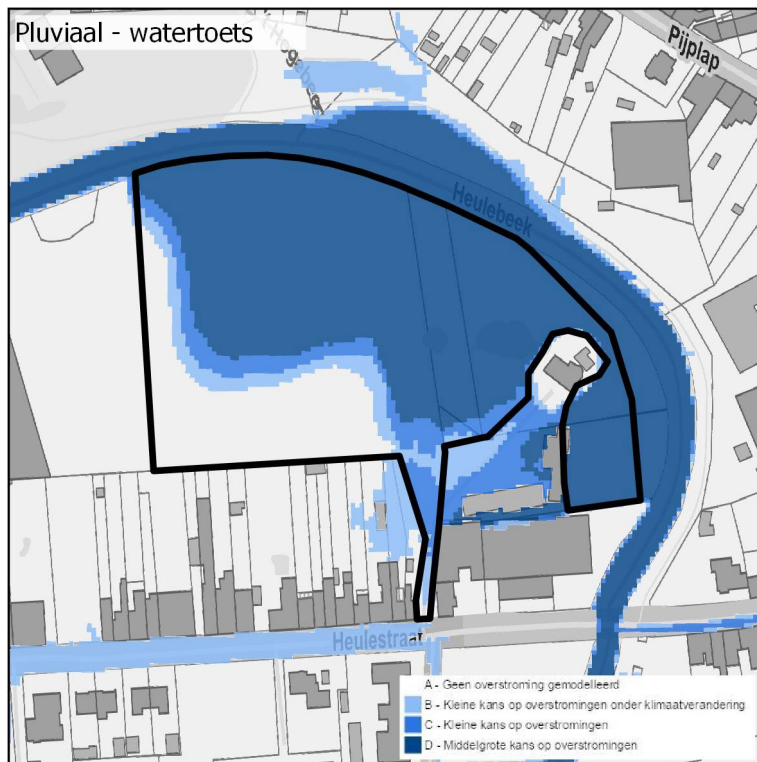 Pluviaal - watertoets
Pijplap
Heulebeek
Heulestraat
A - Geen overstroming gemodelleerd
B - Kleine kans op overstromingen onder klimaatverandering
C - Kleine kans op overstromingen
D - Middelgrote kans op overstromingen